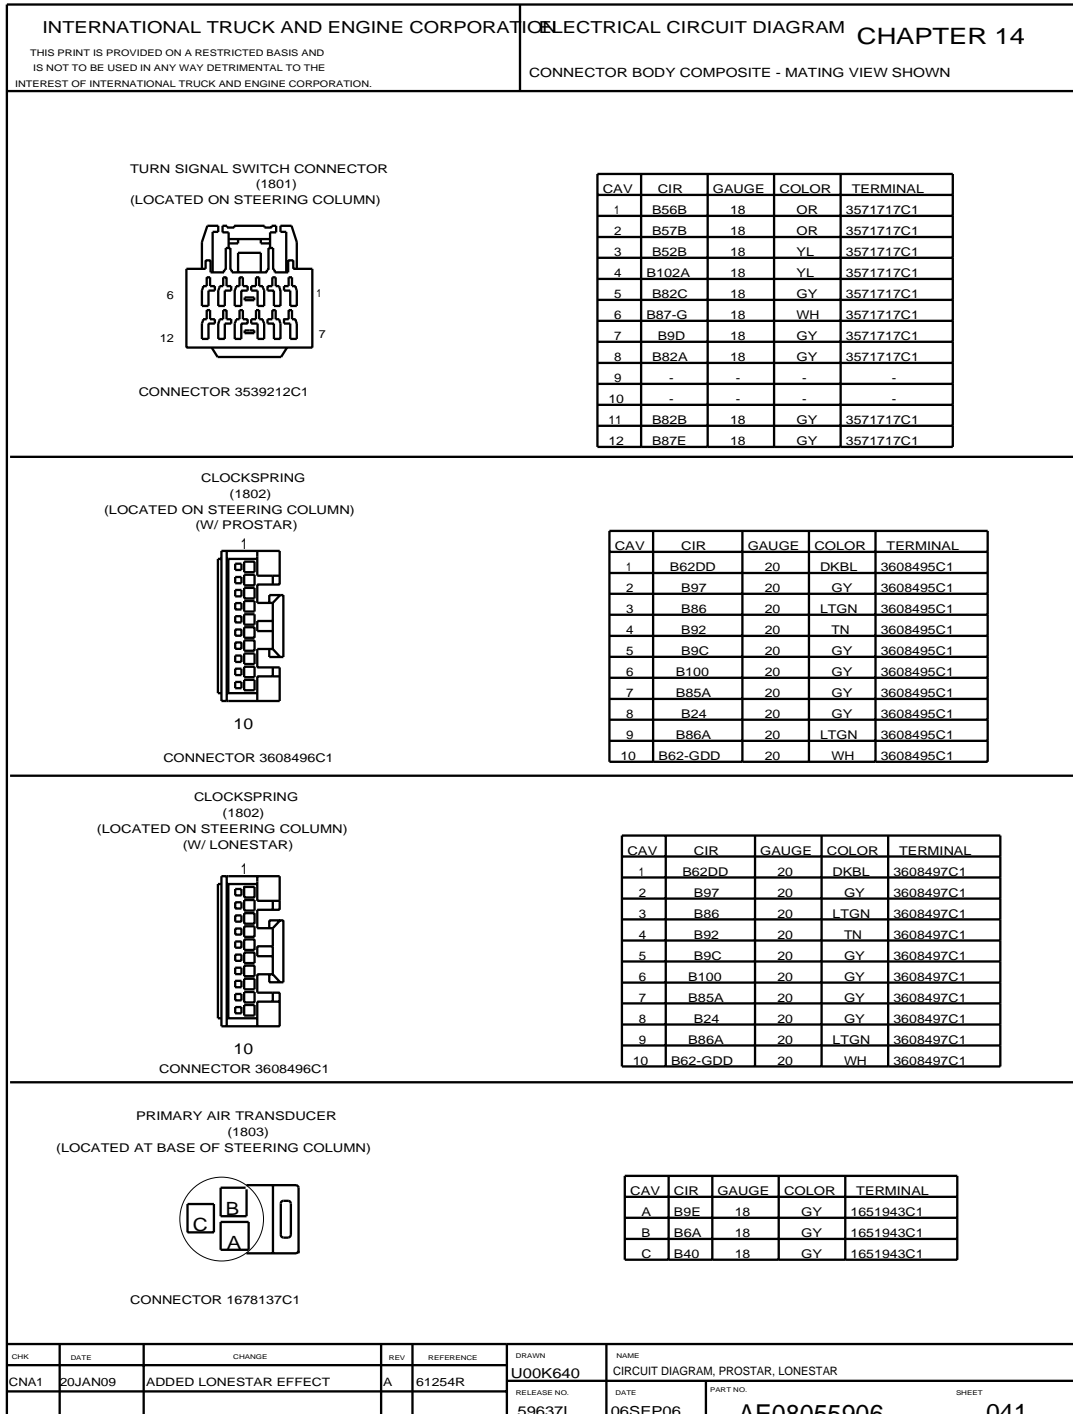 INTERNATIONAL TRUCK AND ENGINE CORPORATION
THIS PRINT IS PROVIDED ON A RESTRICTED BASIS AND
IS NOT TO BE USED IN ANY WAY DETRIMENTAL TO THE
INTEREST OF INTERNATIONAL TRUCK AND ENGINE CORPORATION.
ELECTRICAL CIRCUIT DIAGRAM CHAPTER 14
CONNECTOR BODY COMPOSITE - MATING VIEW SHOWN
TURN SIGNAL SWITCH CONNECTOR
(1801)
(LOCATED ON STEERING COLUMN)
6 1
12 7
CONNECTOR 3539212C1
CAV CIR GAUGE COLOR TERMINAL
1 B56B 18 OR 3571717C1
2 B57B 18 OR 3571717C1
3 B52B 18 YL 3571717C1
4 B102A 18 YL 3571717C1
5 B82C 18 GY 3571717C1
6 B87-G 18 WH 3571717C1
7 B9D 18 GY 3571717C1
8 B82A 18 GY 3571717C1
9 - - - -
10 - - - -
11 B82B 18 GY 3571717C1
12 B87E 18 GY 3571717C1
CLOCKSPRING
(1802)
(LOCATED ON STEERING COLUMN)
(W/ PROSTAR)
1
10
CONNECTOR 3608496C1
CAV CIR GAUGE COLOR TERMINAL
1 B62DD 20 DKBL 3608495C1
2 B97 20 GY 3608495C1
3 B86 20 LTGN 3608495C1
4 B92 20 TN 3608495C1
5 B9C 20 GY 3608495C1
6 B100 20 GY 3608495C1
7 B85A 20 GY 3608495C1
8 B24 20 GY 3608495C1
9 B86A 20 LTGN 3608495C1
10 B62-GDD 20 WH 3608495C1
CLOCKSPRING
(1802)
(LOCATED ON STEERING COLUMN)
(W/ LONESTAR)
1
10
CONNECTOR 3608496C1
CAV CIR GAUGE COLOR TERMINAL
1 B62DD 20 DKBL 3608497C1
2 B97 20 GY 3608497C1
3 B86 20 LTGN 3608497C1
4 B92 20 TN 3608497C1
5 B9C 20 GY 3608497C1
6 B100 20 GY 3608497C1
7 B85A 20 GY 3608497C1
8 B24 20 GY 3608497C1
9 B86A 20 LTGN 3608497C1
10 B62-GDD 20 WH 3608497C1
PRIMARY AIR TRANSDUCER
(1803)
(LOCATED AT BASE OF STEERING COLUMN)
B
C
A
CONNECTOR 1678137C1
CAV CIR GAUGE COLOR TERMINAL
A B9E 18 GY 1651943C1
B B6A 18 GY 1651943C1
C B40 18 GY 1651943C1
CHK DATE CHANGE REV REFERENCE
CNA1 20JAN09 ADDED LONESTAR EFFECT A 61254R
DRAWN
U00K640
NAME
CIRCUIT DIAGRAM, PROSTAR, LONESTAR
RELEASE NO. DATE PART NO. SHEET
06SEP06 041